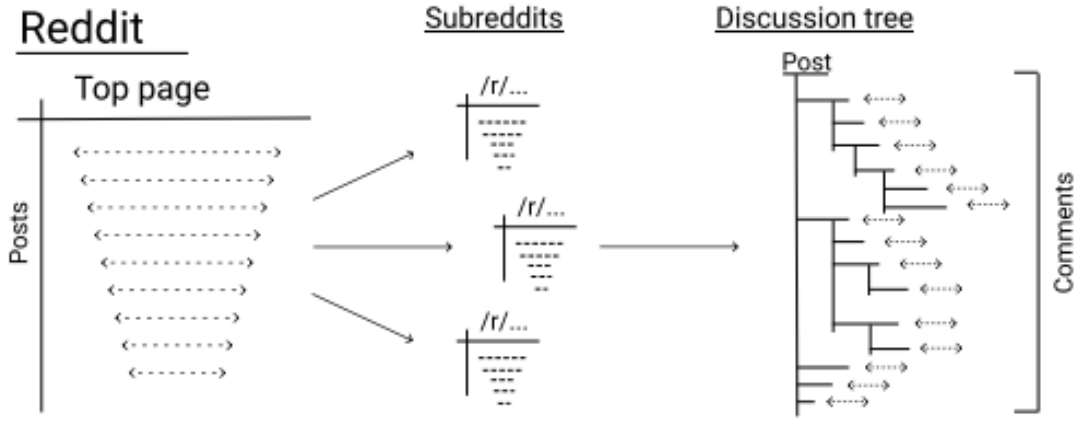 Reddit
Top page
Posts
Subreddits
/r/...
/r/...
/r/...
Discussion tree
Post
Comments